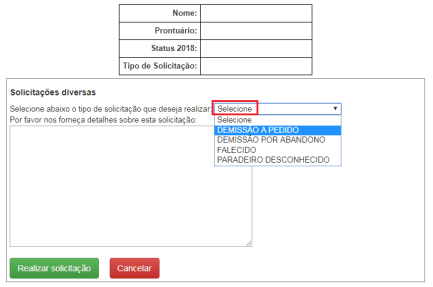 Nome:
Prontuário:
Status 2018:
Tipo de Solicitação:
Solicitações diversas
Selecione abaixo o tipo de solicitação que deseja realizar: Selecione
Por favor nos forneça detalhes sobre esta solicitação:
Selecione
DEMISSÃO A PEDIDO
DEMISSÃO POR ABANDONO
FALECIDO
PARADEIRO DESCONHECIDO
Realizar solicitação Cancelar